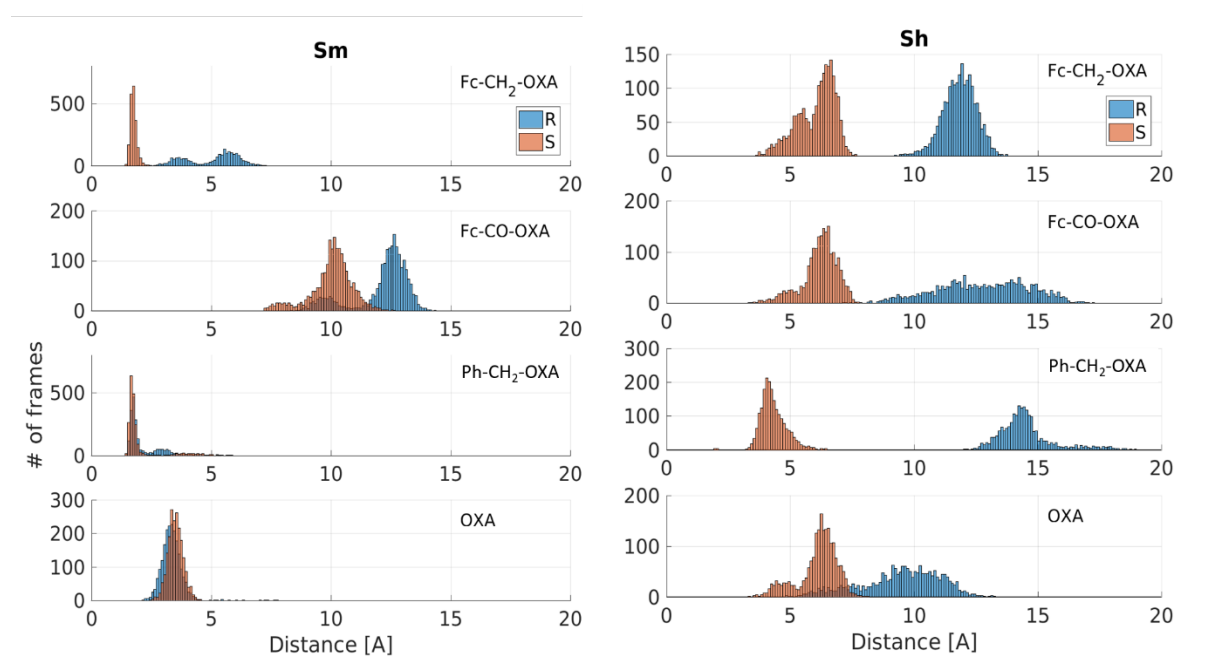 Sm
Fc-CH2-OXA
R
S
500
0
0 5 10 15 20
Fc-CO-OXA
200
100
0
0 5 10 15 20
Ph-CH2-OXA
500
0
0 5 10 15 20
OXA
300
200
100
0
0 5 10 15 20
# of frames
Distance [A]
Sh
Fc-CH2-OXA
R
S
150
100
50
0
0 5 10 15 20
Fc-CO-OXA
200
100
0
0 5 10 15 20
Ph-CH2-OXA
300
200
100
0
0 5 10 15 20
OXA
200
100
0
0 5 10 15 20
Distance [A]